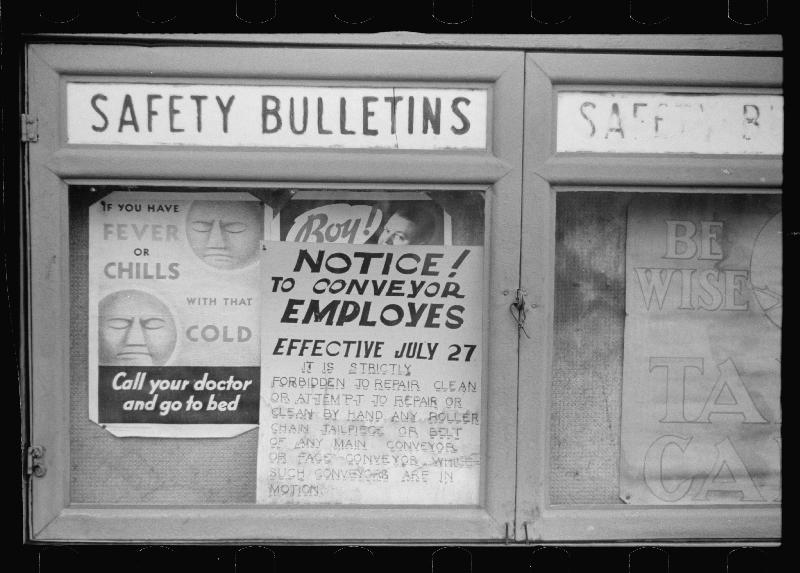 SAFETY BULLETINS
IF YOU HAVE
FEVER
OR
CHILLS
WITH THAT
COLD
Call your doctor
and go to bed
Boy!
NOTICE!
TO CONVEYOR
EMPLOYES
EFFECTIVE JULY 27
IT IS STRICTLY
FORBIDDEN TO REPAIR CLEAN
OR ATTEMPT TO REPAIR OR
CLEAN BY HAND ANY ROLLER
CHAIN TAILPIECE OR BELT
OF ANY MAIN CONVEYOR
OR FACE CONVEYOR WHILE
SUCH CONVEYORS ARE IN
MOTION.
SAFETY B
BE
WISE
TA
CA